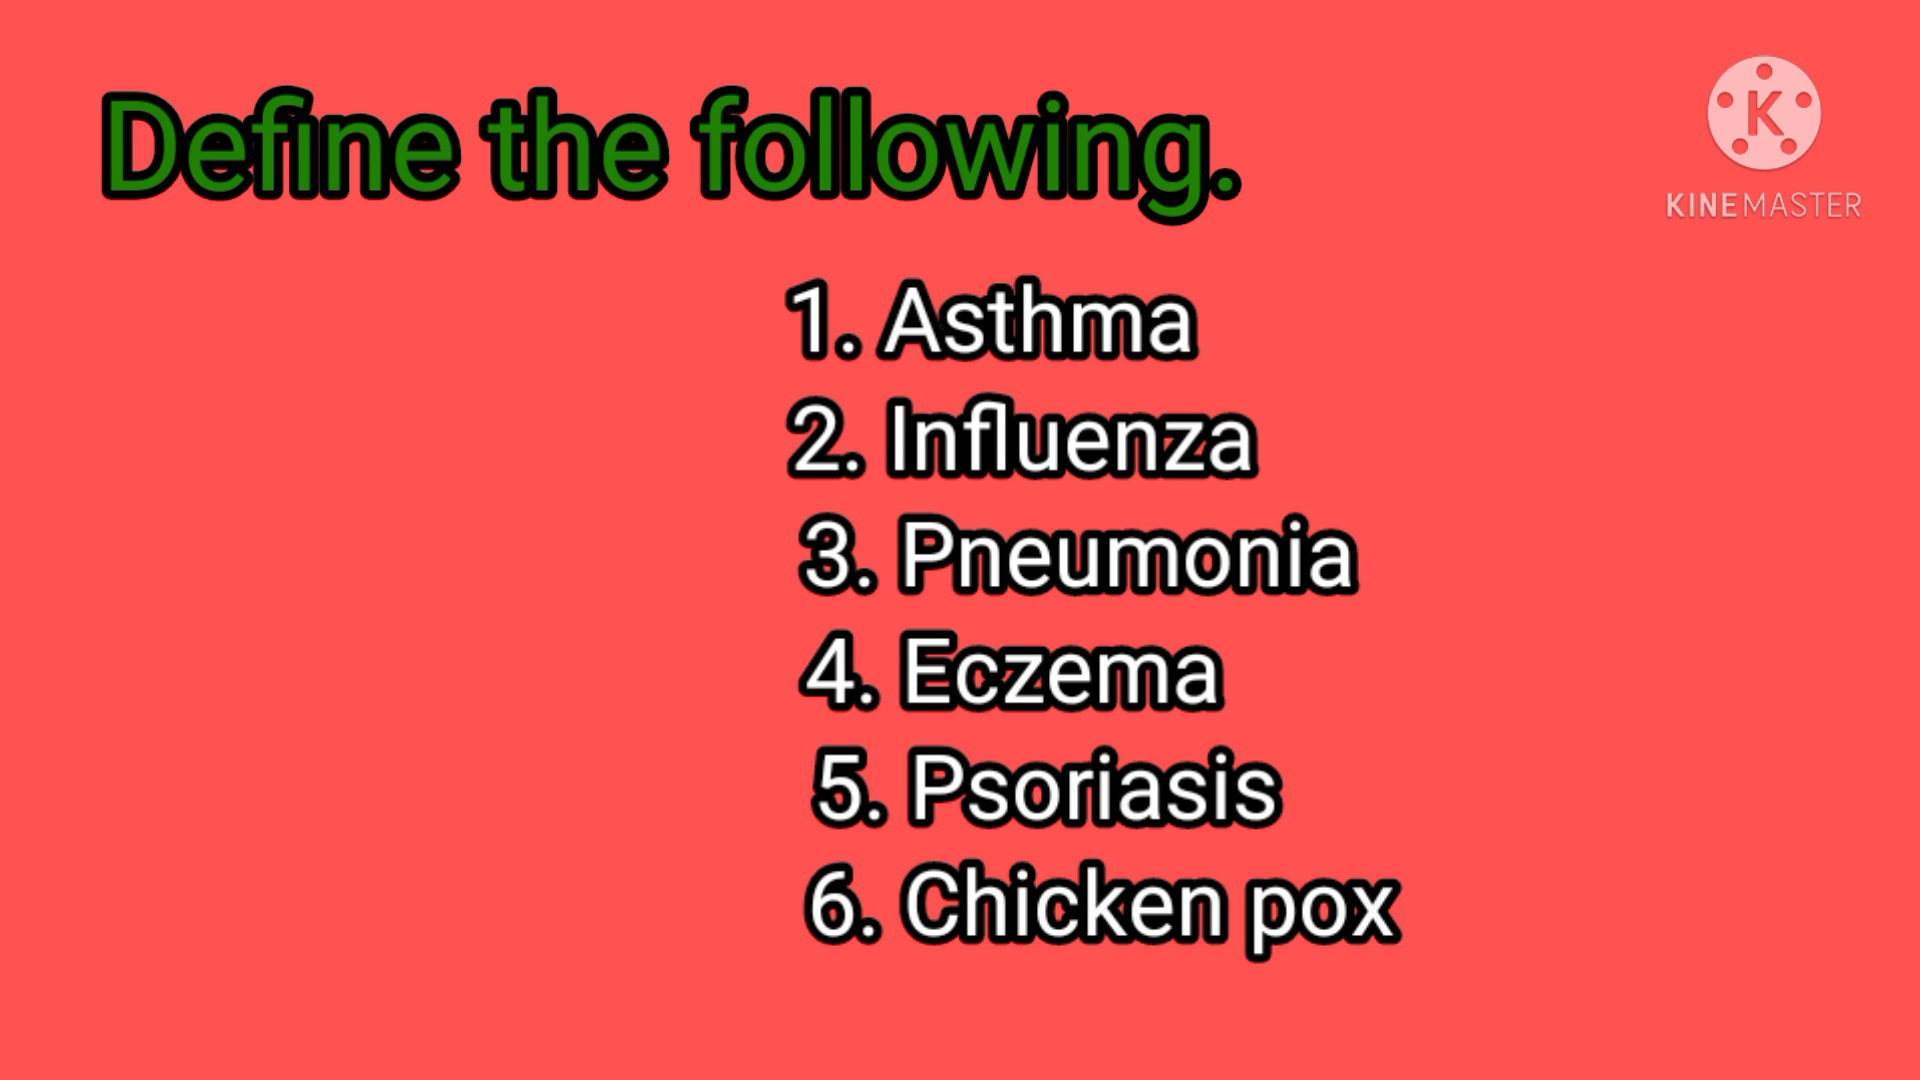 Define the following.
K
KINEMASTER
1. Asthma
2. Influenza
3. Pneumonia
4. Eczema
5. Psoriasis
6. Chicken pox